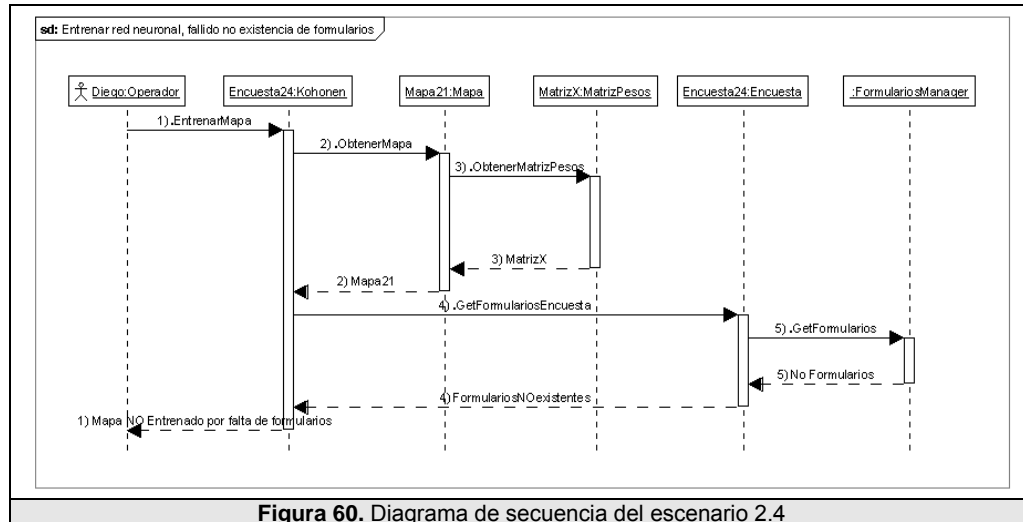 sd: Entrenar red neuronal, fallido no existencia de formularios
Diego:Operador
Encuesta24:Kohonen
Mapa21:Mapa
MatrizX:MatrizPesos
Encuesta24:Encuesta
:FormulariosManager
1) .EntrenarMapa
2) .ObtenerMapa
3) .ObtenerMatrizPesos
3) MatrizX
2) Mapa21
4) .GetFormulariosEncuesta
5) .GetFormularios
5) No Formularios
4) FormulariosNOexistentes
1) Mapa NO Entrenado por falta de formularios
Figura 60. Diagrama de secuencia del escenario 2.4